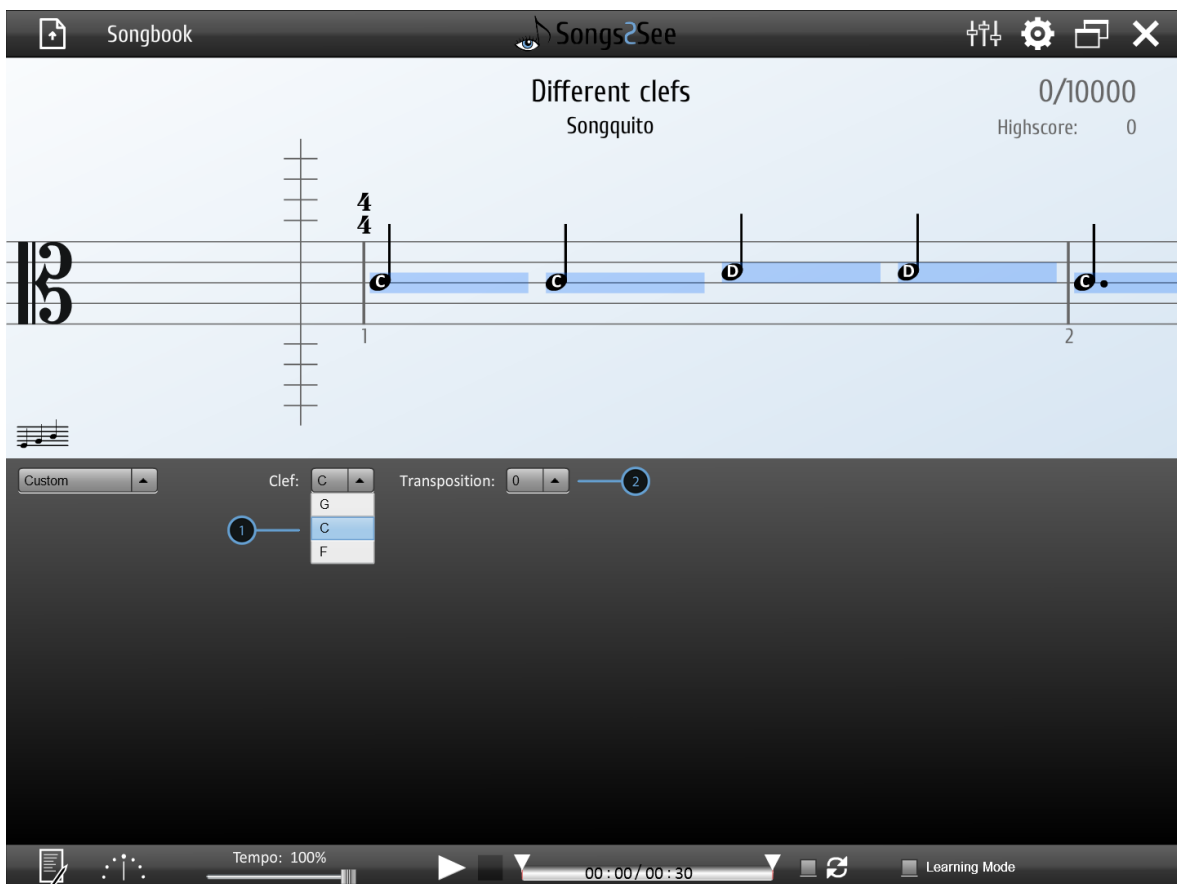 Songbook
Songs2See
Different clefs
0/10000
Songquito
Highscore: 0
4
4
C C D D C
1 2
Custom
Clef: C
Transposition: 0
2
G
1
C
F
Tempo: 100%
00:00/00:30
Learning Mode